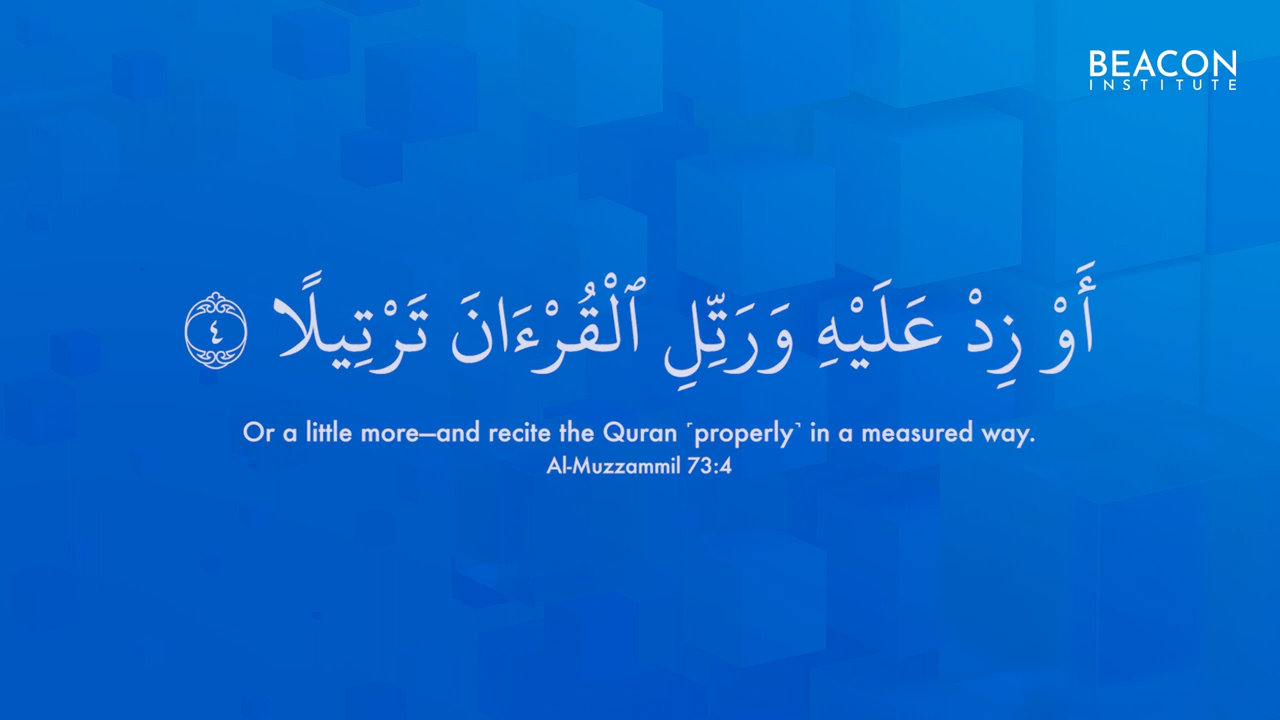 BEACON
INSTITUTE
أَوْ زِدْ عَلَيْهِ وَرَتِّلِ ٱلْقُرْءَانَ تَرْتِيلًا ٤
Or a little more—and recite the Quran ˹properly˺ in a measured way.
Al-Muzzammil 73:4